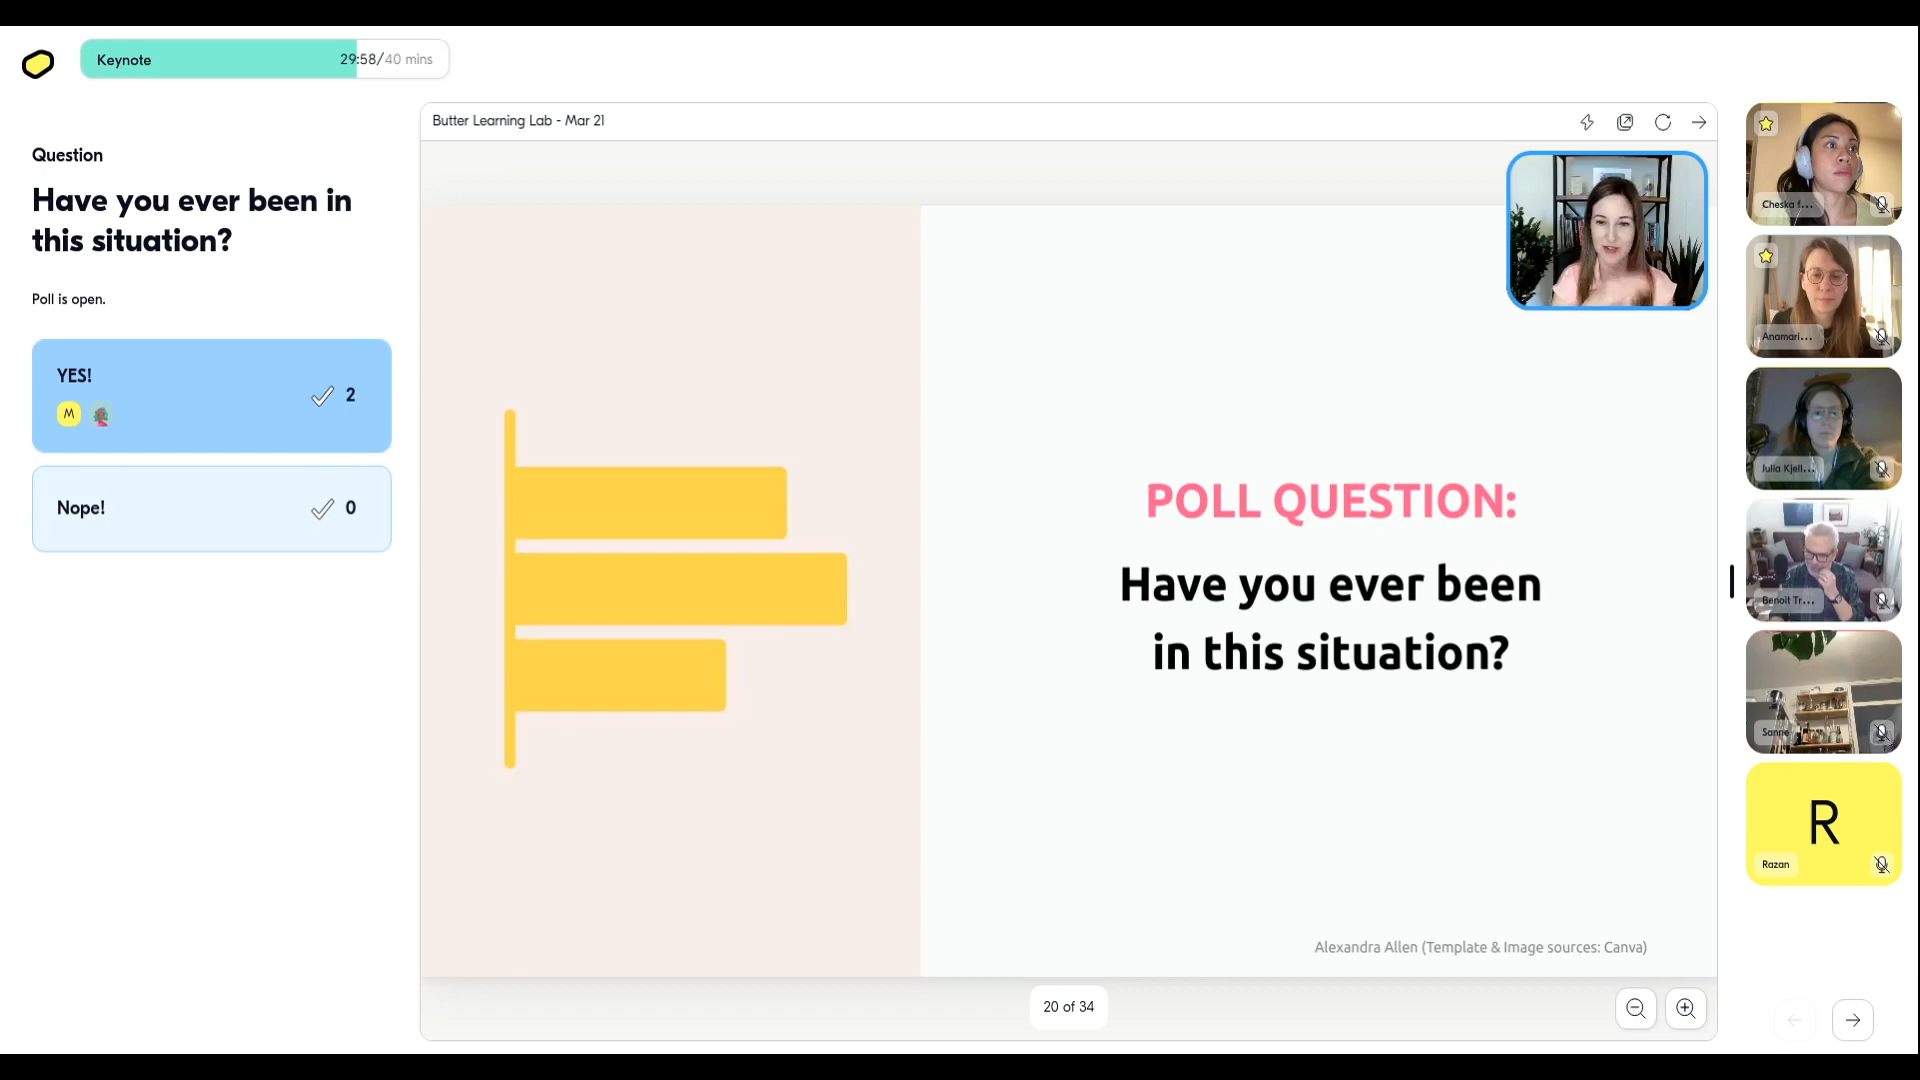 Keynote
29:58/40 mins
Question
Have you ever been in
this situation?
Poll is open.
YES!
2
M
Nope!
0
Butter Learning Lab - Mar 21
POLL QUESTION:
Have you ever been
in this situation?
Alexandra Allen (Template & Image sources: Canva)
20 of 34
Cheska f...
Anamari...
Julia Kjell...
Benoit Tr...
Sanne
R
Razan